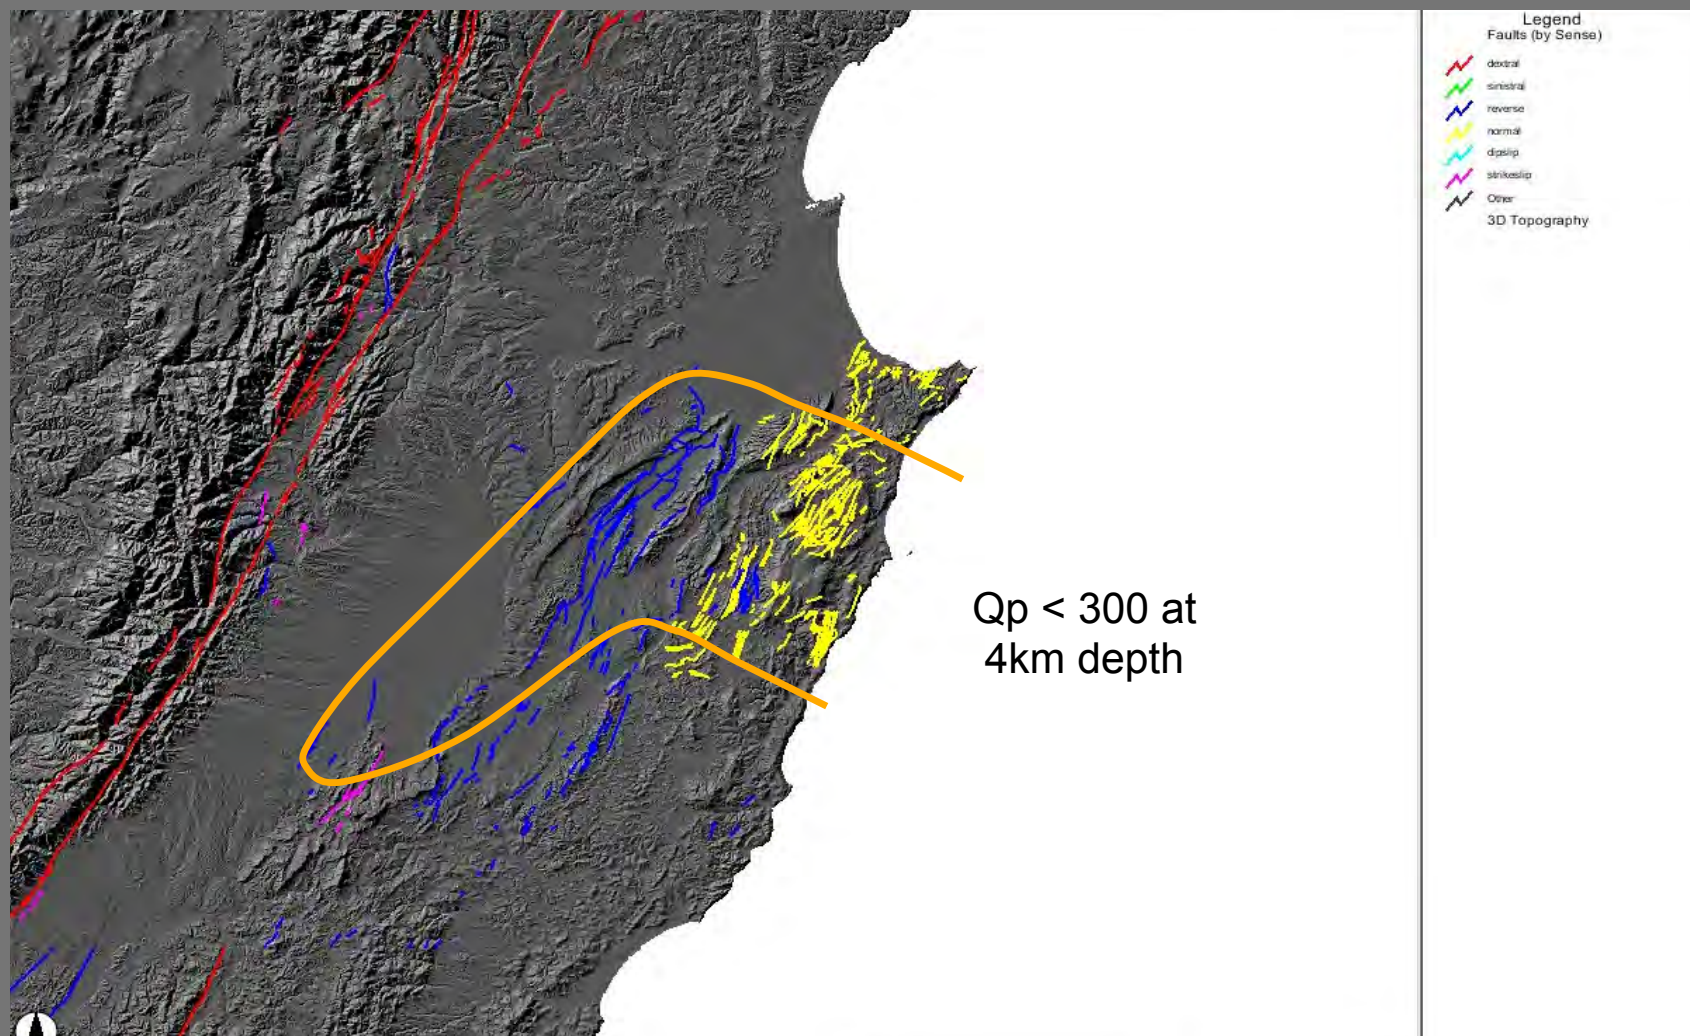 Legend
Faults (by Sense)
dextral
sinistral
reverse
normal
dipslip
strikeslip
Other
3D Topography
Qp < 300 at
4km depth